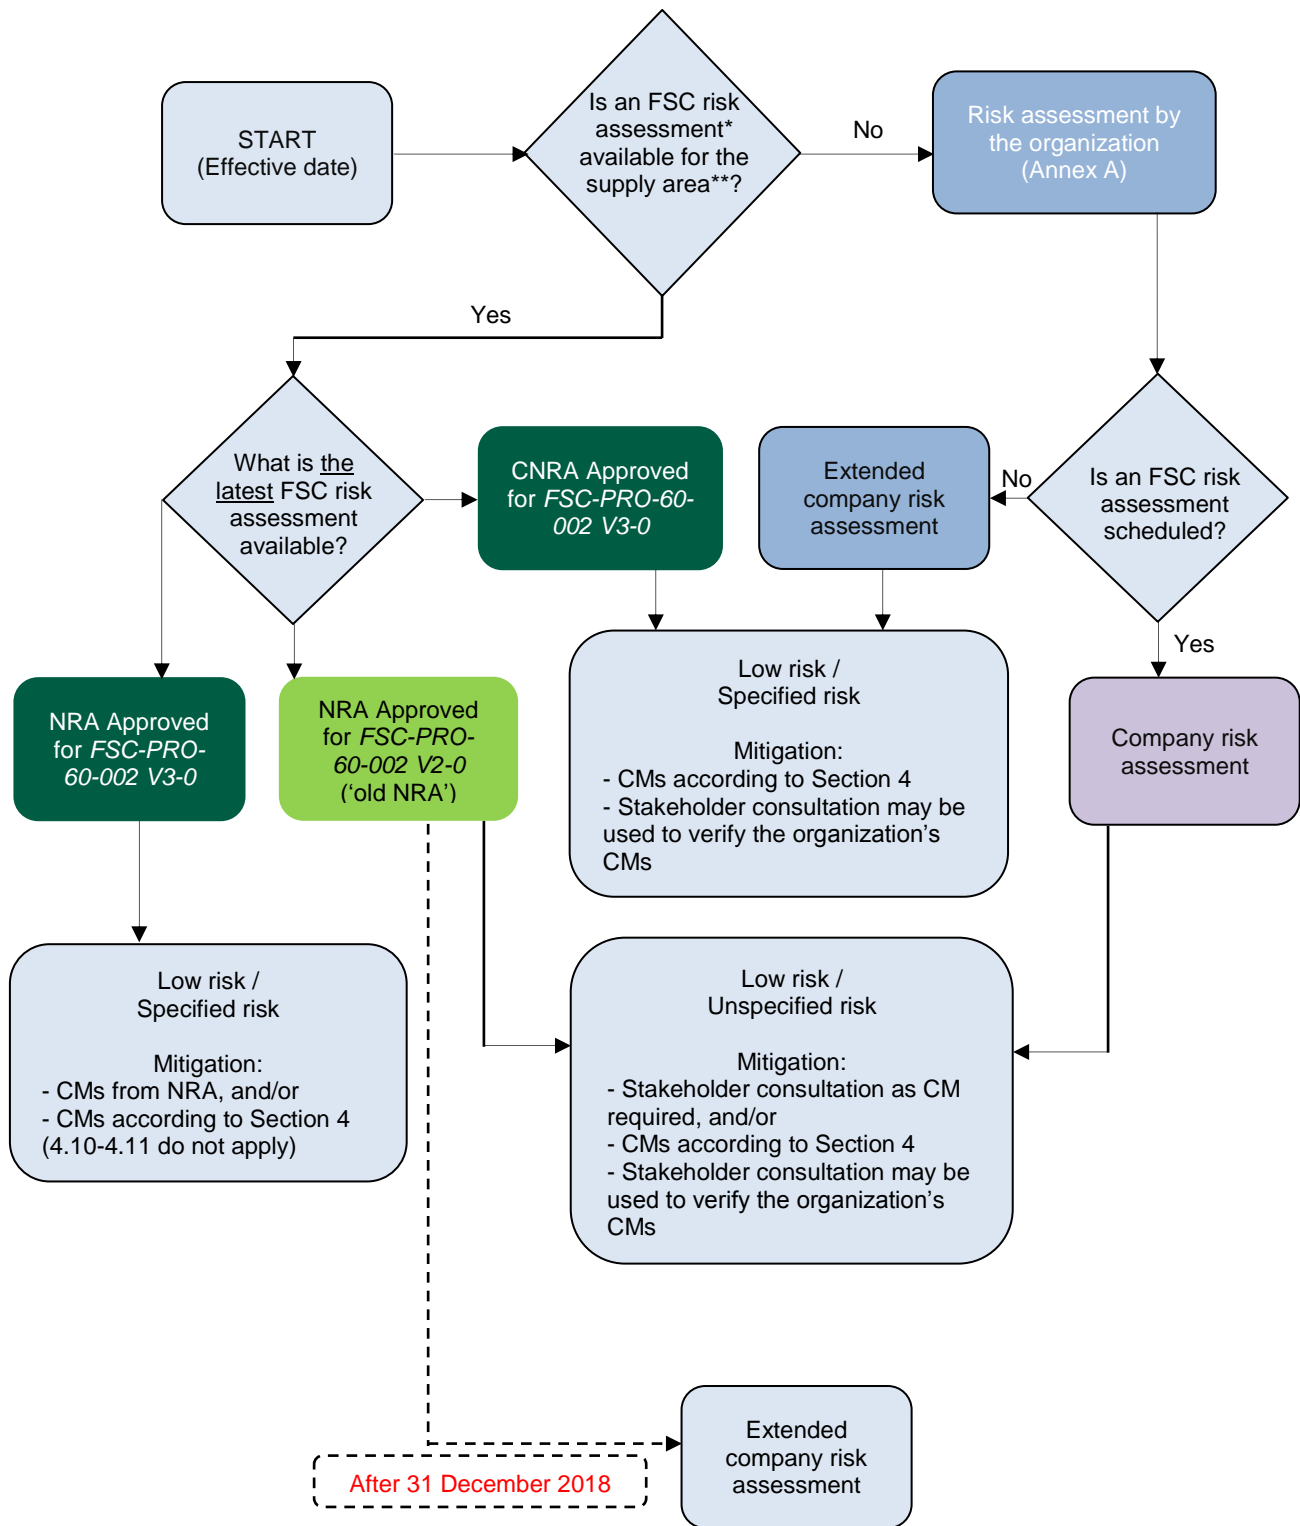 START
(Effective date)
Is an FSC risk
assessment*
available for the
supply area**?
No
Risk assessment by
the organization
(Annex A)
Yes
What is the
latest FSC risk
assessment
available?
CNRA Approved
for FSC-PRO-60-
002 V3-0
Extended
company risk
assessment
No
Is an FSC risk
assessment
scheduled?
Yes
NRA Approved
for FSC-PRO-
60-002 V3-0
NRA Approved
for FSC-PRO-
60-002 V2-0
('old NRA')
Low risk /
Specified risk
Mitigation:
- CMs according to Section 4
- Stakeholder consultation may be
used to verify the organization's
CMs
Company risk
assessment
Low risk /
Specified risk
Mitigation:
- CMs from NRA, and/or
- CMs according to Section 4
(4.10-4.11 do not apply)
Low risk /
Unspecified risk
Mitigation:
- Stakeholder consultation as CM
required, and/or
- CMs according to Section 4
- Stakeholder consultation may be
used to verify the organization's
CMs
After 31 December 2018
Extended
company risk
assessment